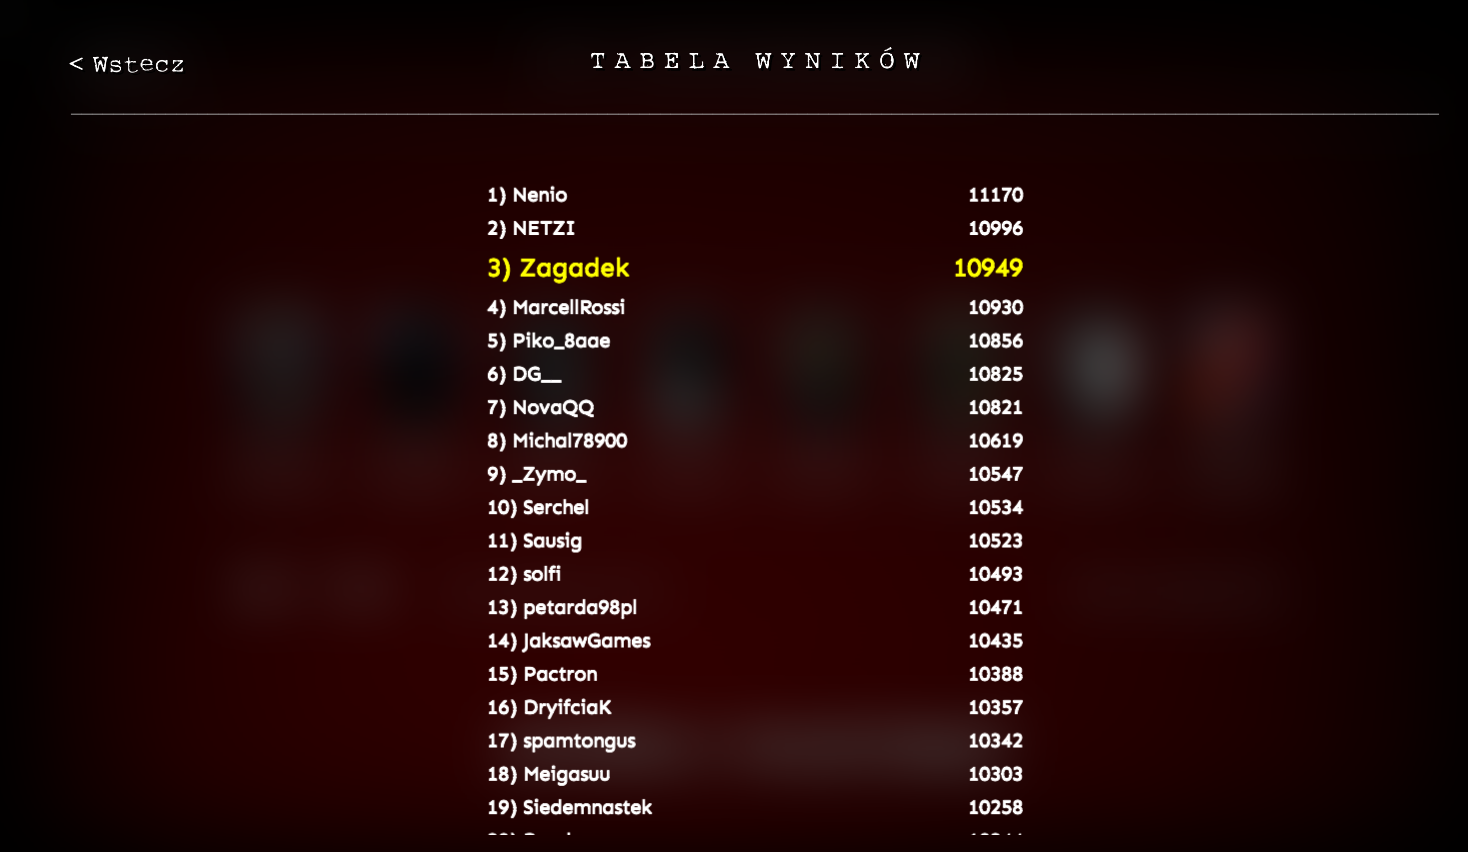 < Wstecz
TABELA WYNIKÓW
1) Nenio 11170
2) NETZI 10996
3) Zagadek 10949
4) MarcellRossi 10930
5) Piko_8aae 10856
6) DG__ 10825
7) NovaQQ 10821
8) Michal78900 10619
9) _Zymo_ 10547
10) Serchel 10534
11) Sausig 10523
12) solfi 10493
13) petarda98pl 10471
14) JaksawGames 10435
15) Pactron 10388
16) DryifciaK 10357
17) spamtongus 10342
18) Meigasuu 10303
19) Siedemnastek 10258